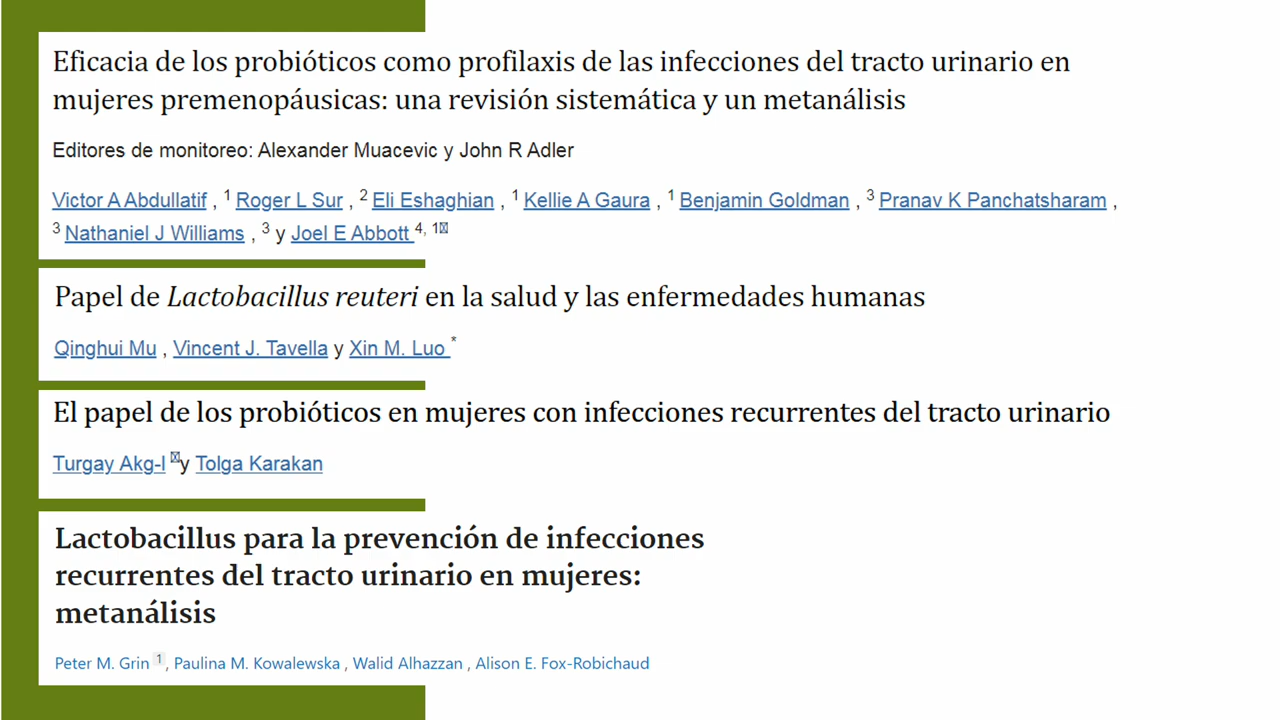 Eficacia de los probióticos como profilaxis de las infecciones del tracto urinario en
mujeres premenopáusicas: una revisión sistemática y un metanálisis
Editores de monitoreo: Alexander Muacevic y John R Adler
Victor A Abdullatif , 1 Roger L Sur , 2 Eli Eshaghian , 1 Kellie A Gaura , 1 Benjamin Goldman , 3 Pranav K Panchatsharam ,
3 Nathaniel J Williams , 3 y Joel E Abbott 4, 1
Papel de Lactobacillus reuteri en la salud y las enfermedades humanas
Qinghui Mu , Vincent J. Tavella y Xin M. Luo *
El papel de los probióticos en mujeres con infecciones recurrentes del tracto urinario
Turgay Akg-I y Tolga Karakan
Lactobacillus para la prevención de infecciones
recurrentes del tracto urinario en mujeres:
metanálisis
Peter M. Grin 1 , Paulina M. Kowalewska , Walid Alhazzan , Alison E. Fox-Robichaud